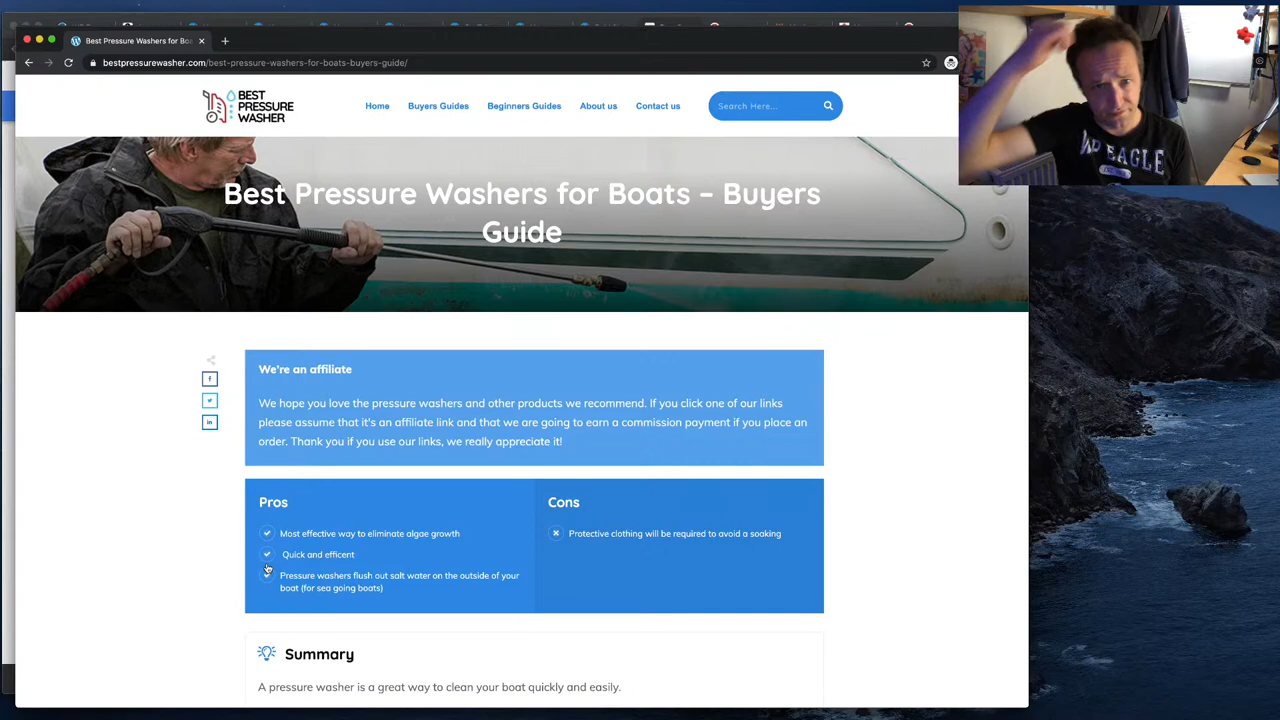 Best Pressure Washers for Boa
bestpressurewasher.com/best-pressure-washers-for-boats-buyers-guide/
BEST
PRESSURE
WASHER
Home
Buyers Guides
Beginners Guides
About us
Contact us
Search Here...
EAGLE
Best Pressure Washers for Boats – Buyers
Guide
We're an affiliate
We hope you love the pressure washers and other products we recommend. If you click one of our links
please assume that it's an affiliate link and that we are going to earn a commission payment if you place an
order. Thank you if you use our links, we really appreciate it!
Pros
Most effective way to eliminate algae growth
Quick and efficent
Pressure washers flush out salt water on the outside of your
boat (for sea going boats)
Cons
Protective clothing will be required to avoid a soaking
Summary
A pressure washer is a great way to clean your boat quickly and easily.